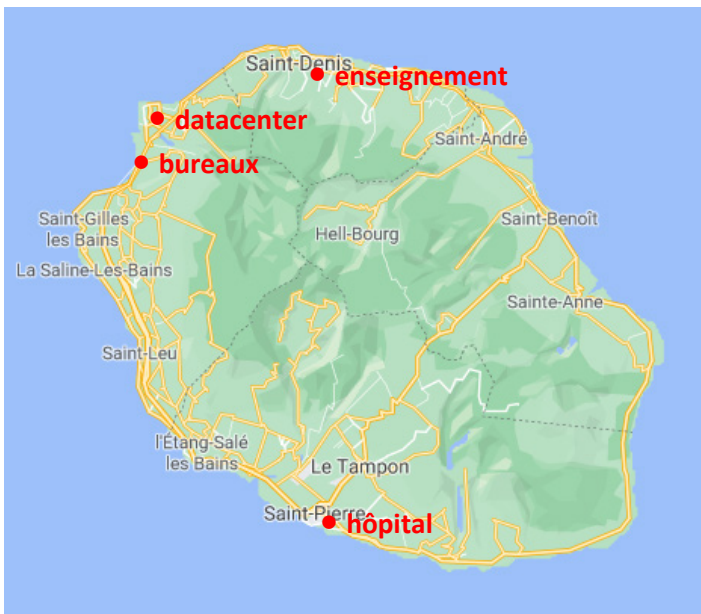 Saint-Denis
enseignement
datacenter
Saint-André
bureaux
Saint-Gilles
les Bains
Hell-Bourg
Saint-Benoît
La Saline-Les-Bains
Sainte-Anne
Saint-Leu
l'Étang-Salé
les Bains
Le Tampon
Saint-Pierre
hôpital